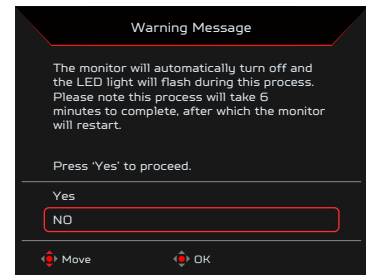 Warning Message
The monitor will automatically turn off and
the LED light will flash during this process.
Please note this process will take 6
minutes to complete, after which the monitor
will restart.
Press 'Yes' to proceed.
Yes
NO
Move OK